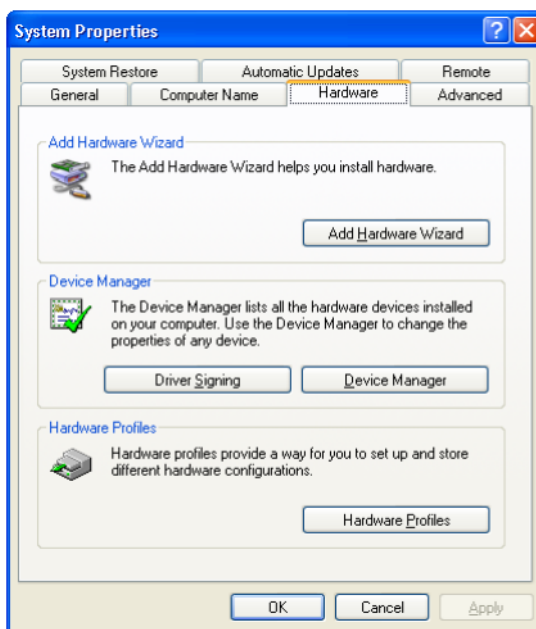 System Properties
System Restore Automatic Updates Remote
General Computer Name Hardware Advanced
Add Hardware Wizard
The Add Hardware Wizard helps you install hardware.
Add Hardware Wizard
Device Manager
The Device Manager lists all the hardware devices installed
on your computer. Use the Device Manager to change the
properties of any device.
Driver Signing Device Manager
Hardware Profiles
Hardware profiles provide a way for you to set up and store
different hardware configurations.
Hardware Profiles
OK Cancel Apply